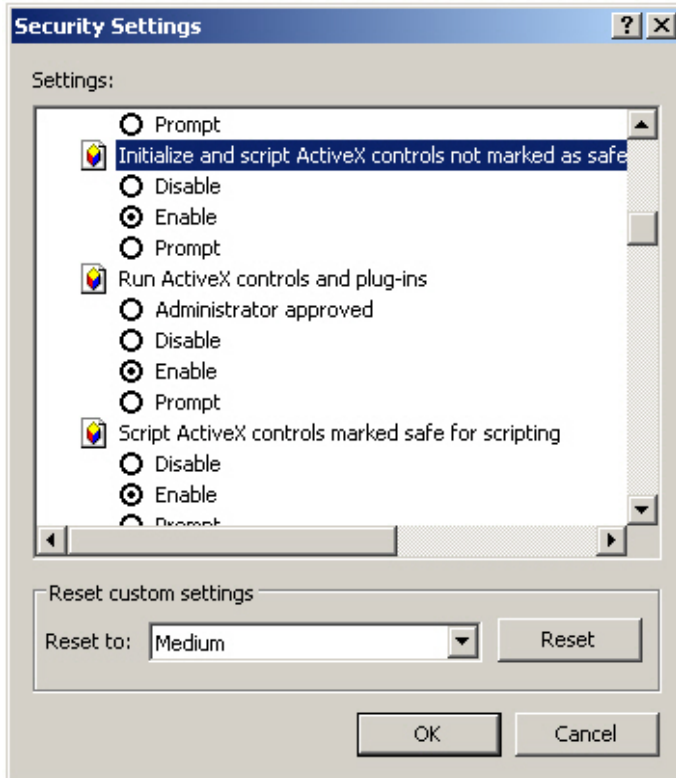 Security Settings
Settings:
Prompt
Initialize and script ActiveX controls not marked as safe
Disable
Enable
Prompt
Run ActiveX controls and plug-ins
Administrator approved
Disable
Enable
Prompt
Script ActiveX controls marked safe for scripting
Disable
Enable
Prompt
Reset custom settings
Reset to: Medium Reset
OK Cancel